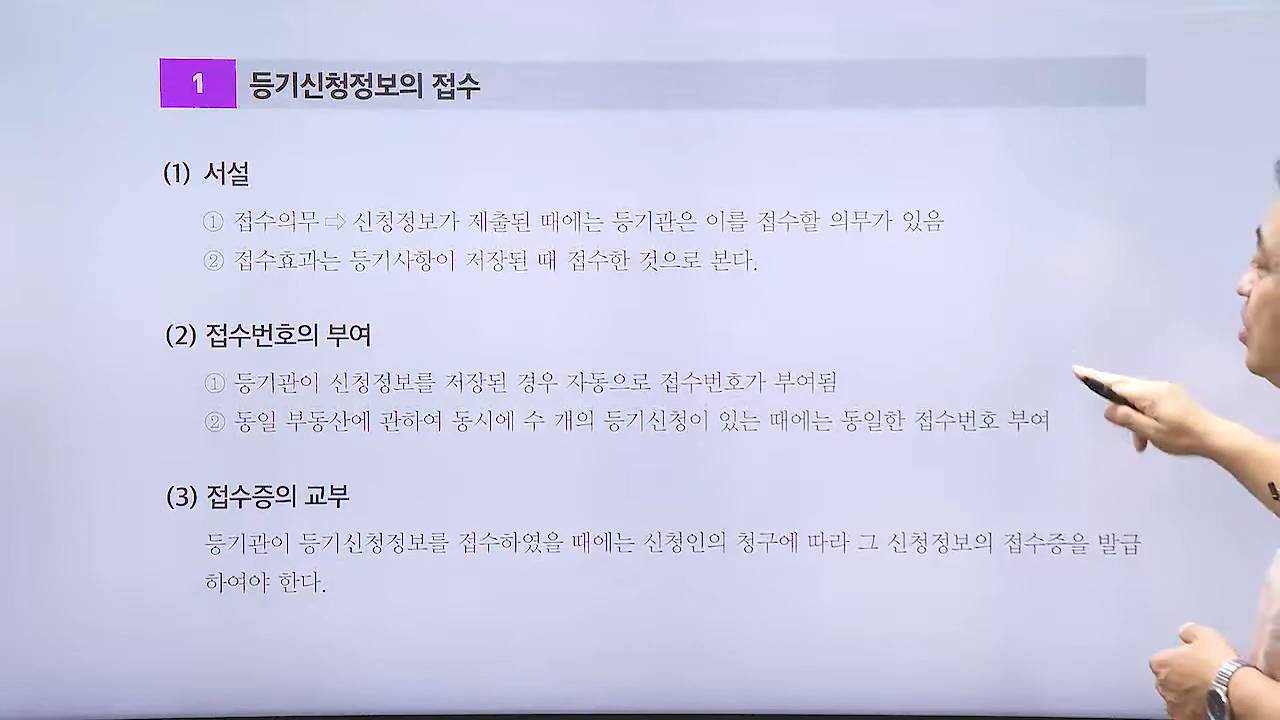 1 등기신청정보의 접수
(1) 서설
① 접수의무 ⇨ 신청정보가 제출된 때에는 등기관은 이를 접수할 의무가 있음
② 접수효과는 등기사항이 저장된 때 접수한 것으로 본다.
(2) 접수번호의 부여
① 등기관이 신청정보를 저장된 경우 자동으로 접수번호가 부여됨
② 동일 부동산에 관하여 동시에 수 개의 등기신청이 있는 때에는 동일한 접수번호 부여
(3) 접수증의 교부
등기관이 등기신청정보를 접수하였을 때에는 신청인의 청구에 따라 그 신청정보의 접수증을 발급
하여야 한다.